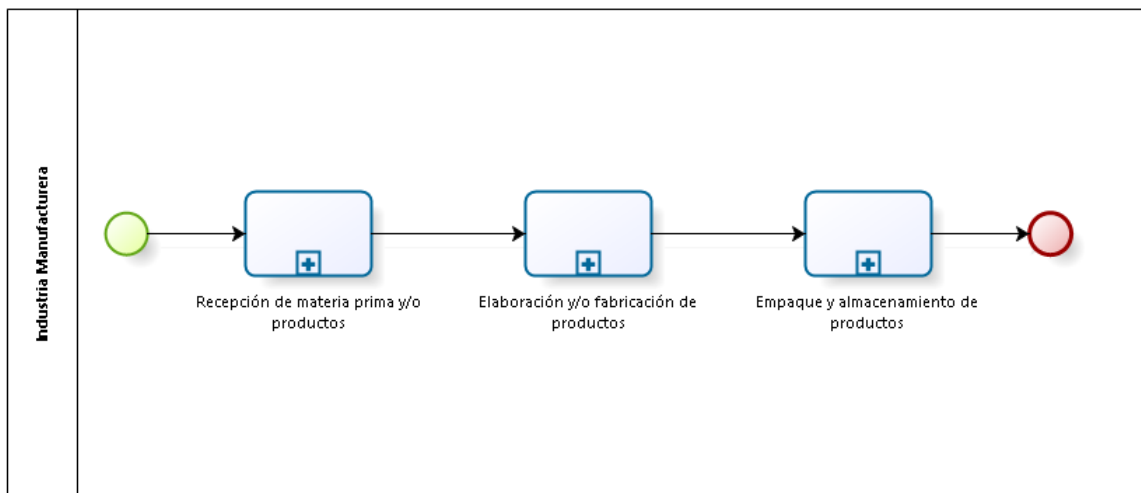 Industria Manufacturera
Recepción de materia prima y/o
productos
Elaboración y/o fabricación de
productos
Empaque y almacenamiento de
productos